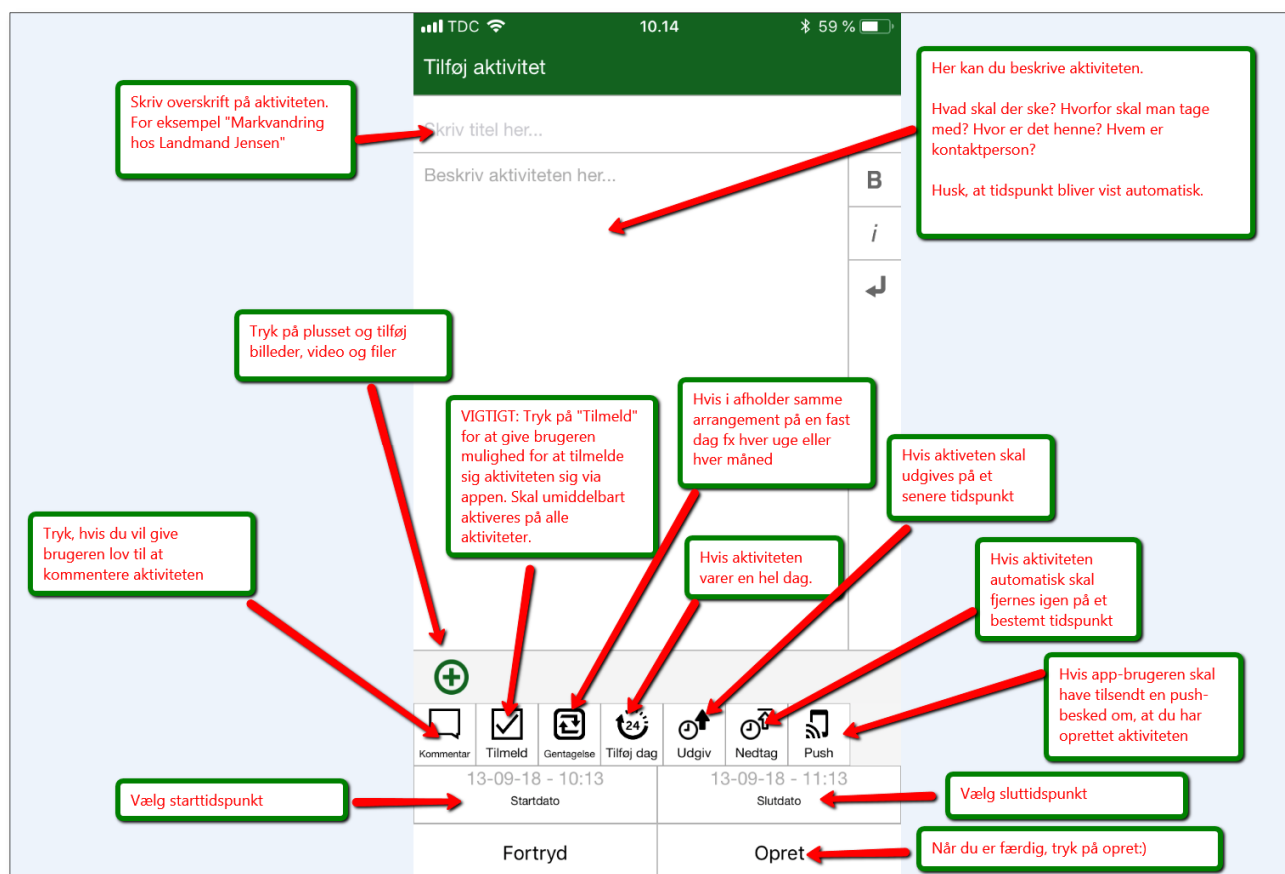 TDC
10.14
59 %
Tilføj aktivitet
Skriv overskrift på aktiviteten.
For eksempel "Markvandring
hos Landmand Jensen"
Skriv titel her...
Her kan du beskrive aktiviteten.
Hvad skal der ske? Hvorfor skal man tage
med? Hvor er det henne? Hvem er
kontaktperson?
Husk, at tidspunkt bliver vist automatisk.
Beskriv aktiviteten her...
B
i
Tryk på plusset og tilføj
billeder, video og filer
VIGTIGT: Tryk på "Tilmeld"
for at give brugeren
mulighed for at tilmelde
sig aktiviteten sig via
appen. Skal umiddelbart
aktiveres på alle
aktiviteter.
Hvis i afholder samme
arrangement på en fast
dag fx hver uge eller
hver måned
Hvis aktiveten skal
udgives på et
senere tidspunkt
Tryk, hvis du vil give
brugeren lov til at
kommentere aktiviteten
Hvis aktiviteten
varer en hel dag.
Hvis aktiviteten
automatisk skal
fjernes igen på et
bestemt tidspunkt
Hvis app-brugeren skal
have tilsendt en push-
besked om, at du har
oprettet aktiviteten
24
Kommentar
Tilmeld
Gentagelse
Tilføj dag
Udgiv
Nedtag
Push
13-09-18 - 10:13
Startdato
13-09-18 - 11:13
Slutdato
Vælg starttidspunkt
Vælg sluttidspunkt
Fortryd
Opret
Når du er færdig, tryk på opret:)